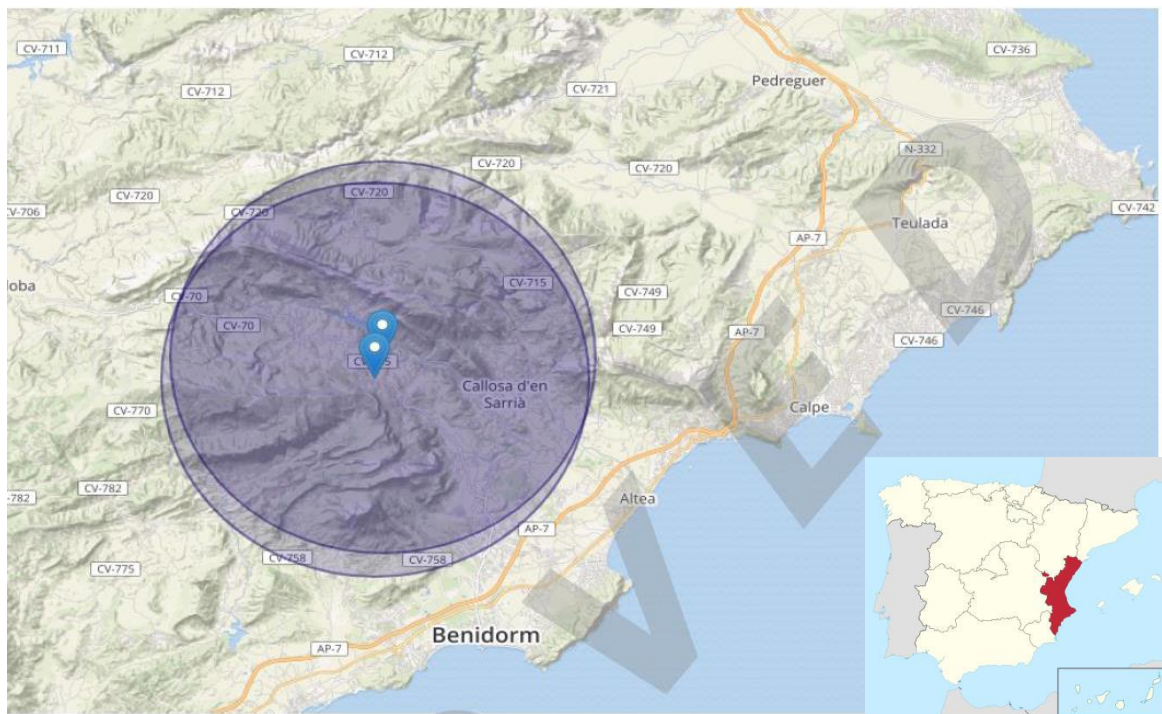 CV-711
CV-712
CV-736
Pedreguer
CV-712
CV-721
N-332
CV-720
CV-720
CV-720
CV-720
CV-706
CV-720
CV-742
Teulada
AP-7
CV-715
loba
CV-70
CV-749
CV-746
CV-70
CV-749
AP-7
CV-746
Callosa d'en
Sarrià
CV-770
Calpe
CV-782
CV-782
Altea
AP-7
CV-758
CV-758
CV-775
Benidorm
AP-7
V E D